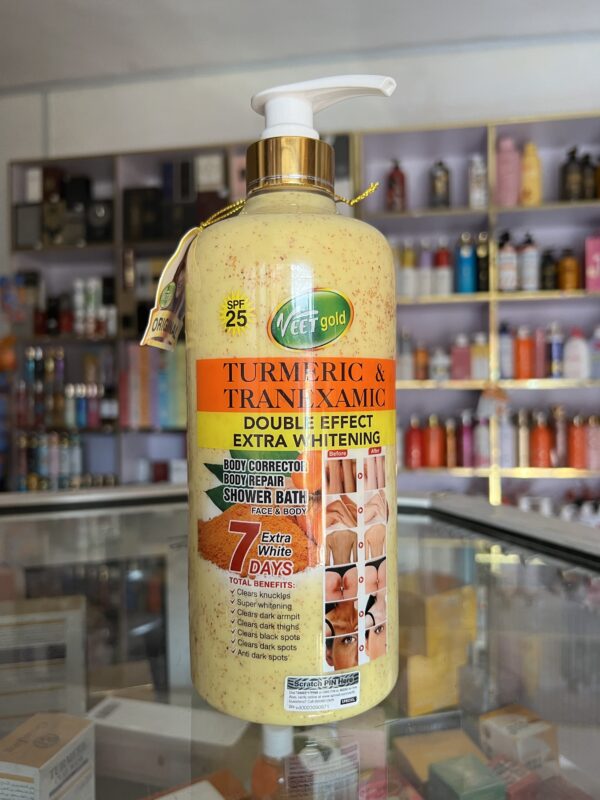 ORIGINAL
SPF
25
VEET gold
TURMERIC &
TRANEXAMIC
DOUBLE EFFECT
EXTRA WHITENING
BODY CORRECTOR
BODY REPAIR
SHOWER BATH
FACE & BODY
7 Extra
White
DAYS
TOTAL BENEFITS:
Clears knuckles
Super whitening
Clears dark armpit
Clears dark thighs
Clears black spots
Clears dark spots
Anti dark spots
Before After
Scratch PIN Here
TURMERIC